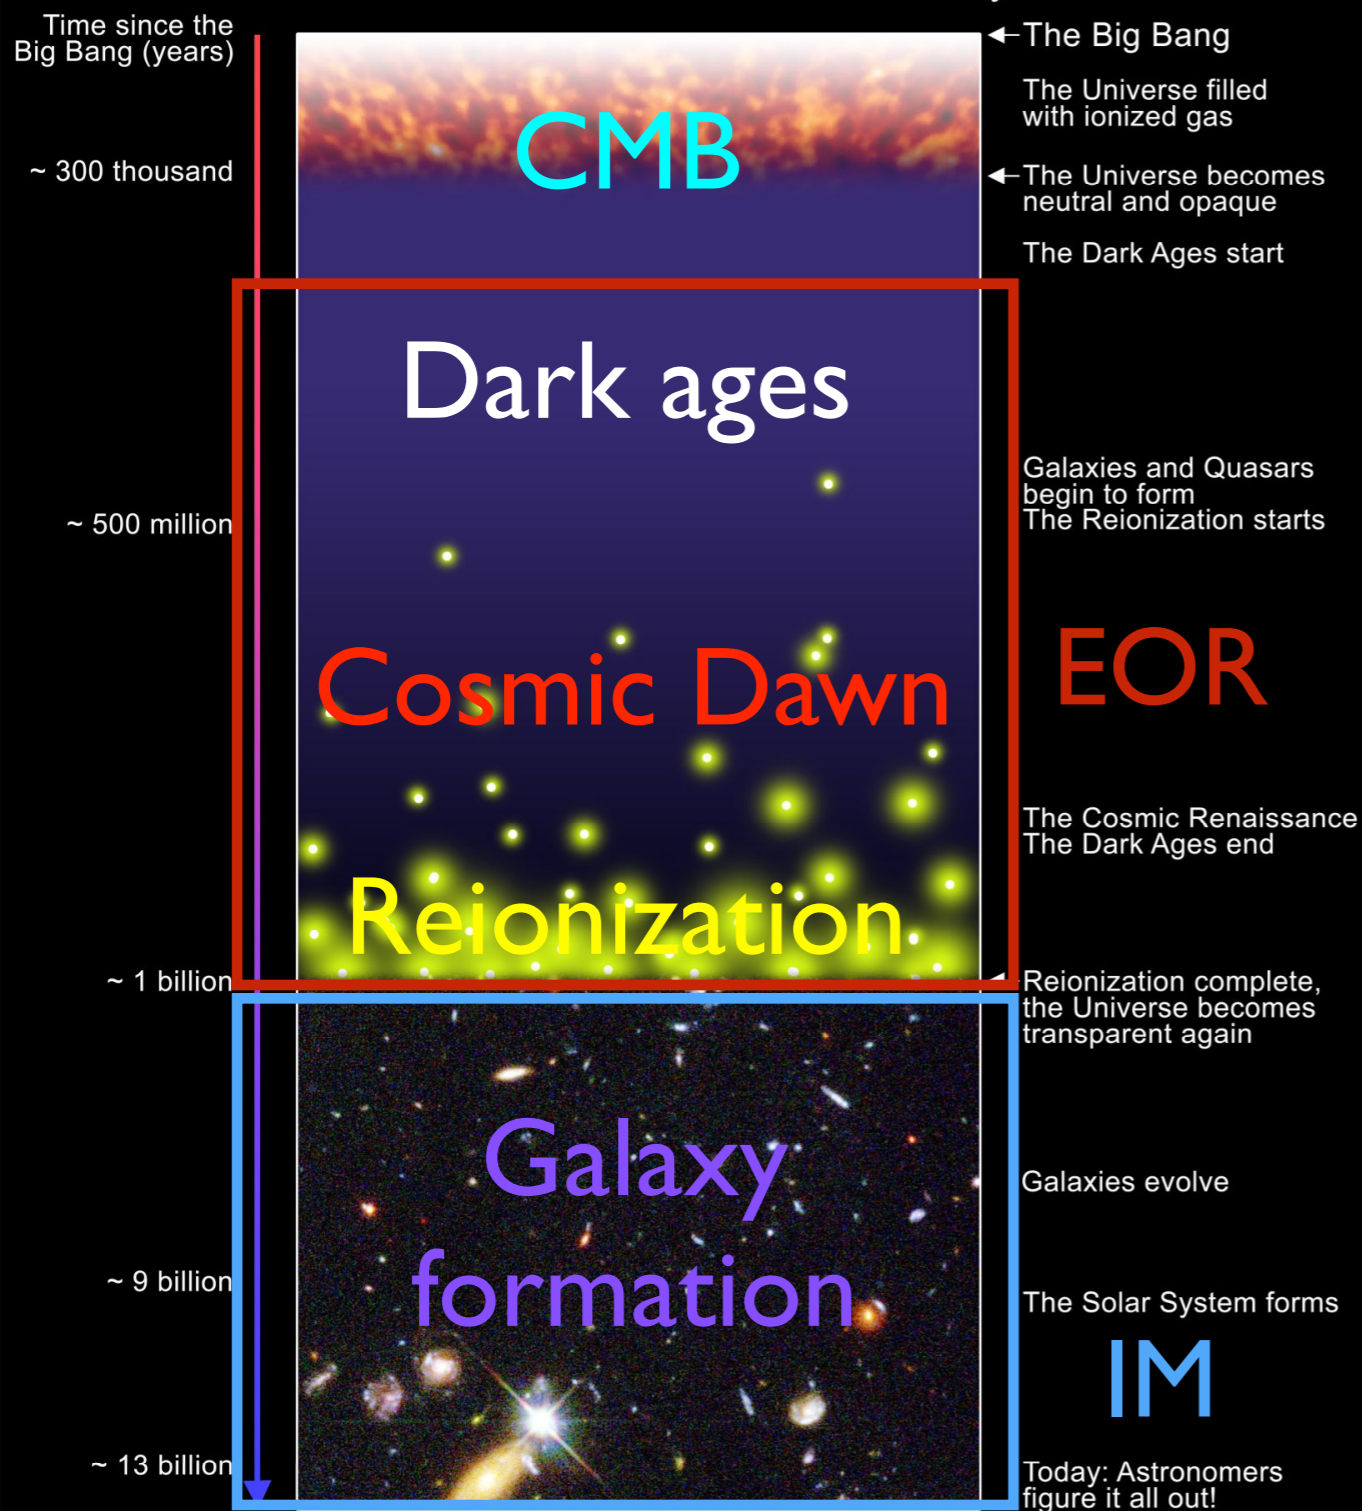 Time since the
Big Bang (years)
The Big Bang
The Universe filled
with ionized gas
CMB
~ 300 thousand
The Universe becomes
neutral and opaque
The Dark Ages start
Dark ages
Galaxies and Quasars
begin to form
The Reionization starts
~ 500 million
Cosmic Dawn
EOR
The Cosmic Renaissance
The Dark Ages end
Reionization
~ 1 billion
Reionization complete,
the Universe becomes
transparent again
Galaxy
formation
Galaxies evolve
~ 9 billion
The Solar System forms
IM
~ 13 billion
Today: Astronomers
figure it all out!